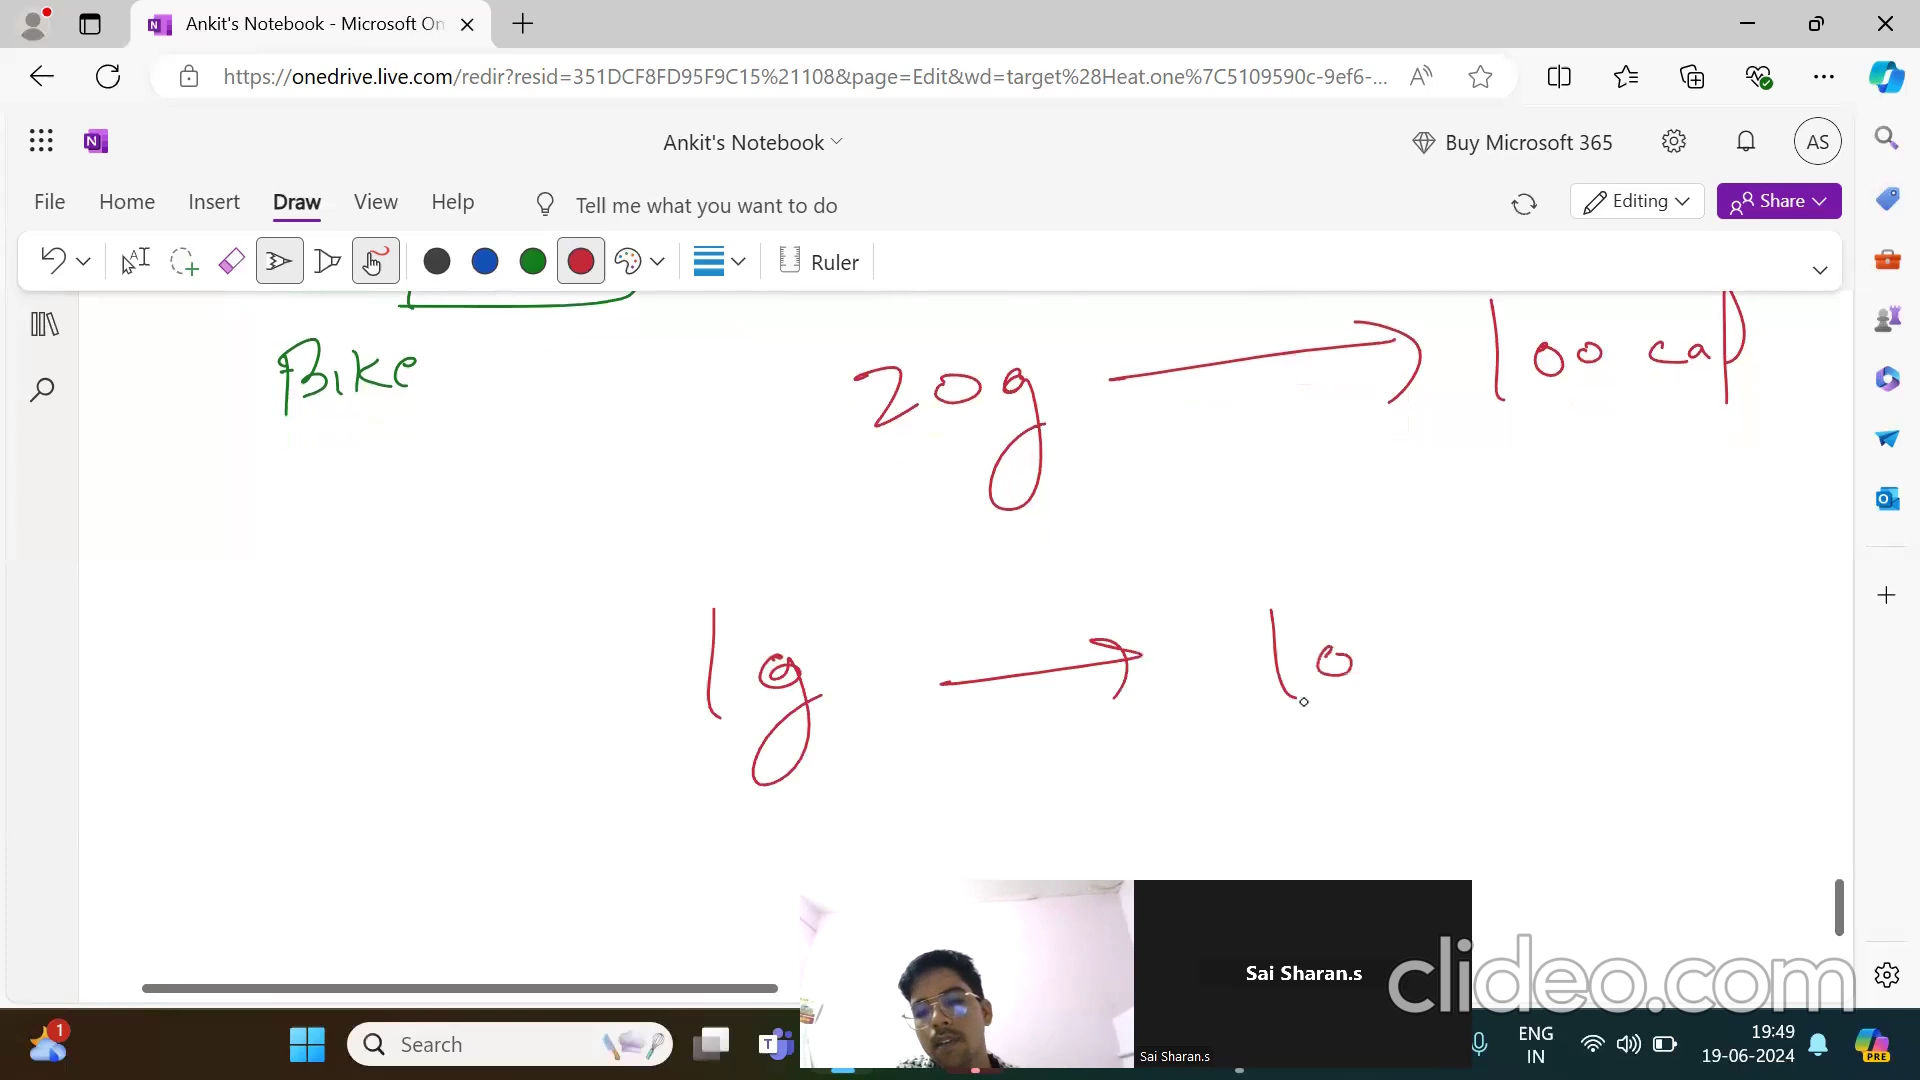 Ankit's Notebook - Microsoft On
https://onedrive.live.com/redir?resid=351DCF8FD95F9C15%21108&page=Edit&wd=target%28Heat.one%7C5109590c-9ef6-...
Ankit's Notebook
Buy Microsoft 365
AS
File Home Insert Draw View Help Tell me what you want to do
Editing
Share
Ruler
Bike
20g
100 cal
1g
10
Sai Sharan.s
Sai Sharan.s
clideo.com
1
Search
ENG
IN
19:49
19-06-2024
PRE